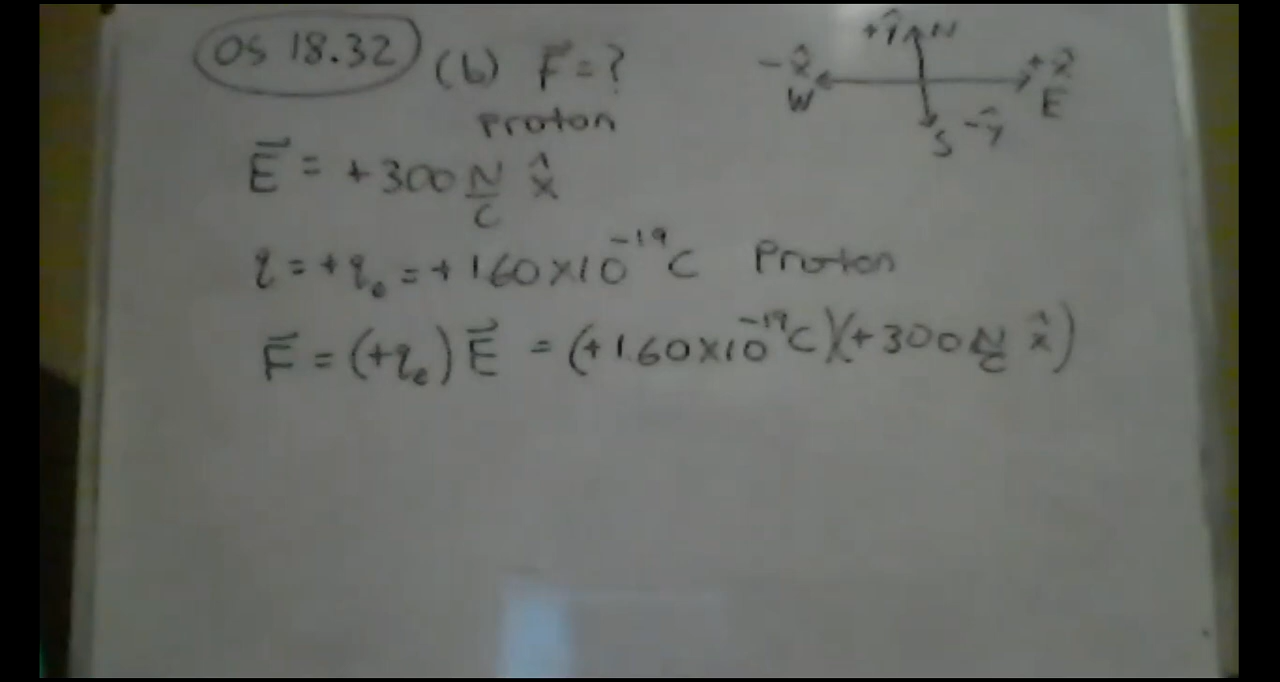 OS 18.32 (b) F⃗ = ?
proton
+ŷ N
-x̂ +x̂
W E
S -ŷ
E⃗ = +300 N/C x̂
q = +qₑ = +1.60×10⁻¹⁹ C Proton
F⃗ = (+qₑ) E⃗ = (+1.60×10⁻¹⁹ C)(+300 N/C x̂)